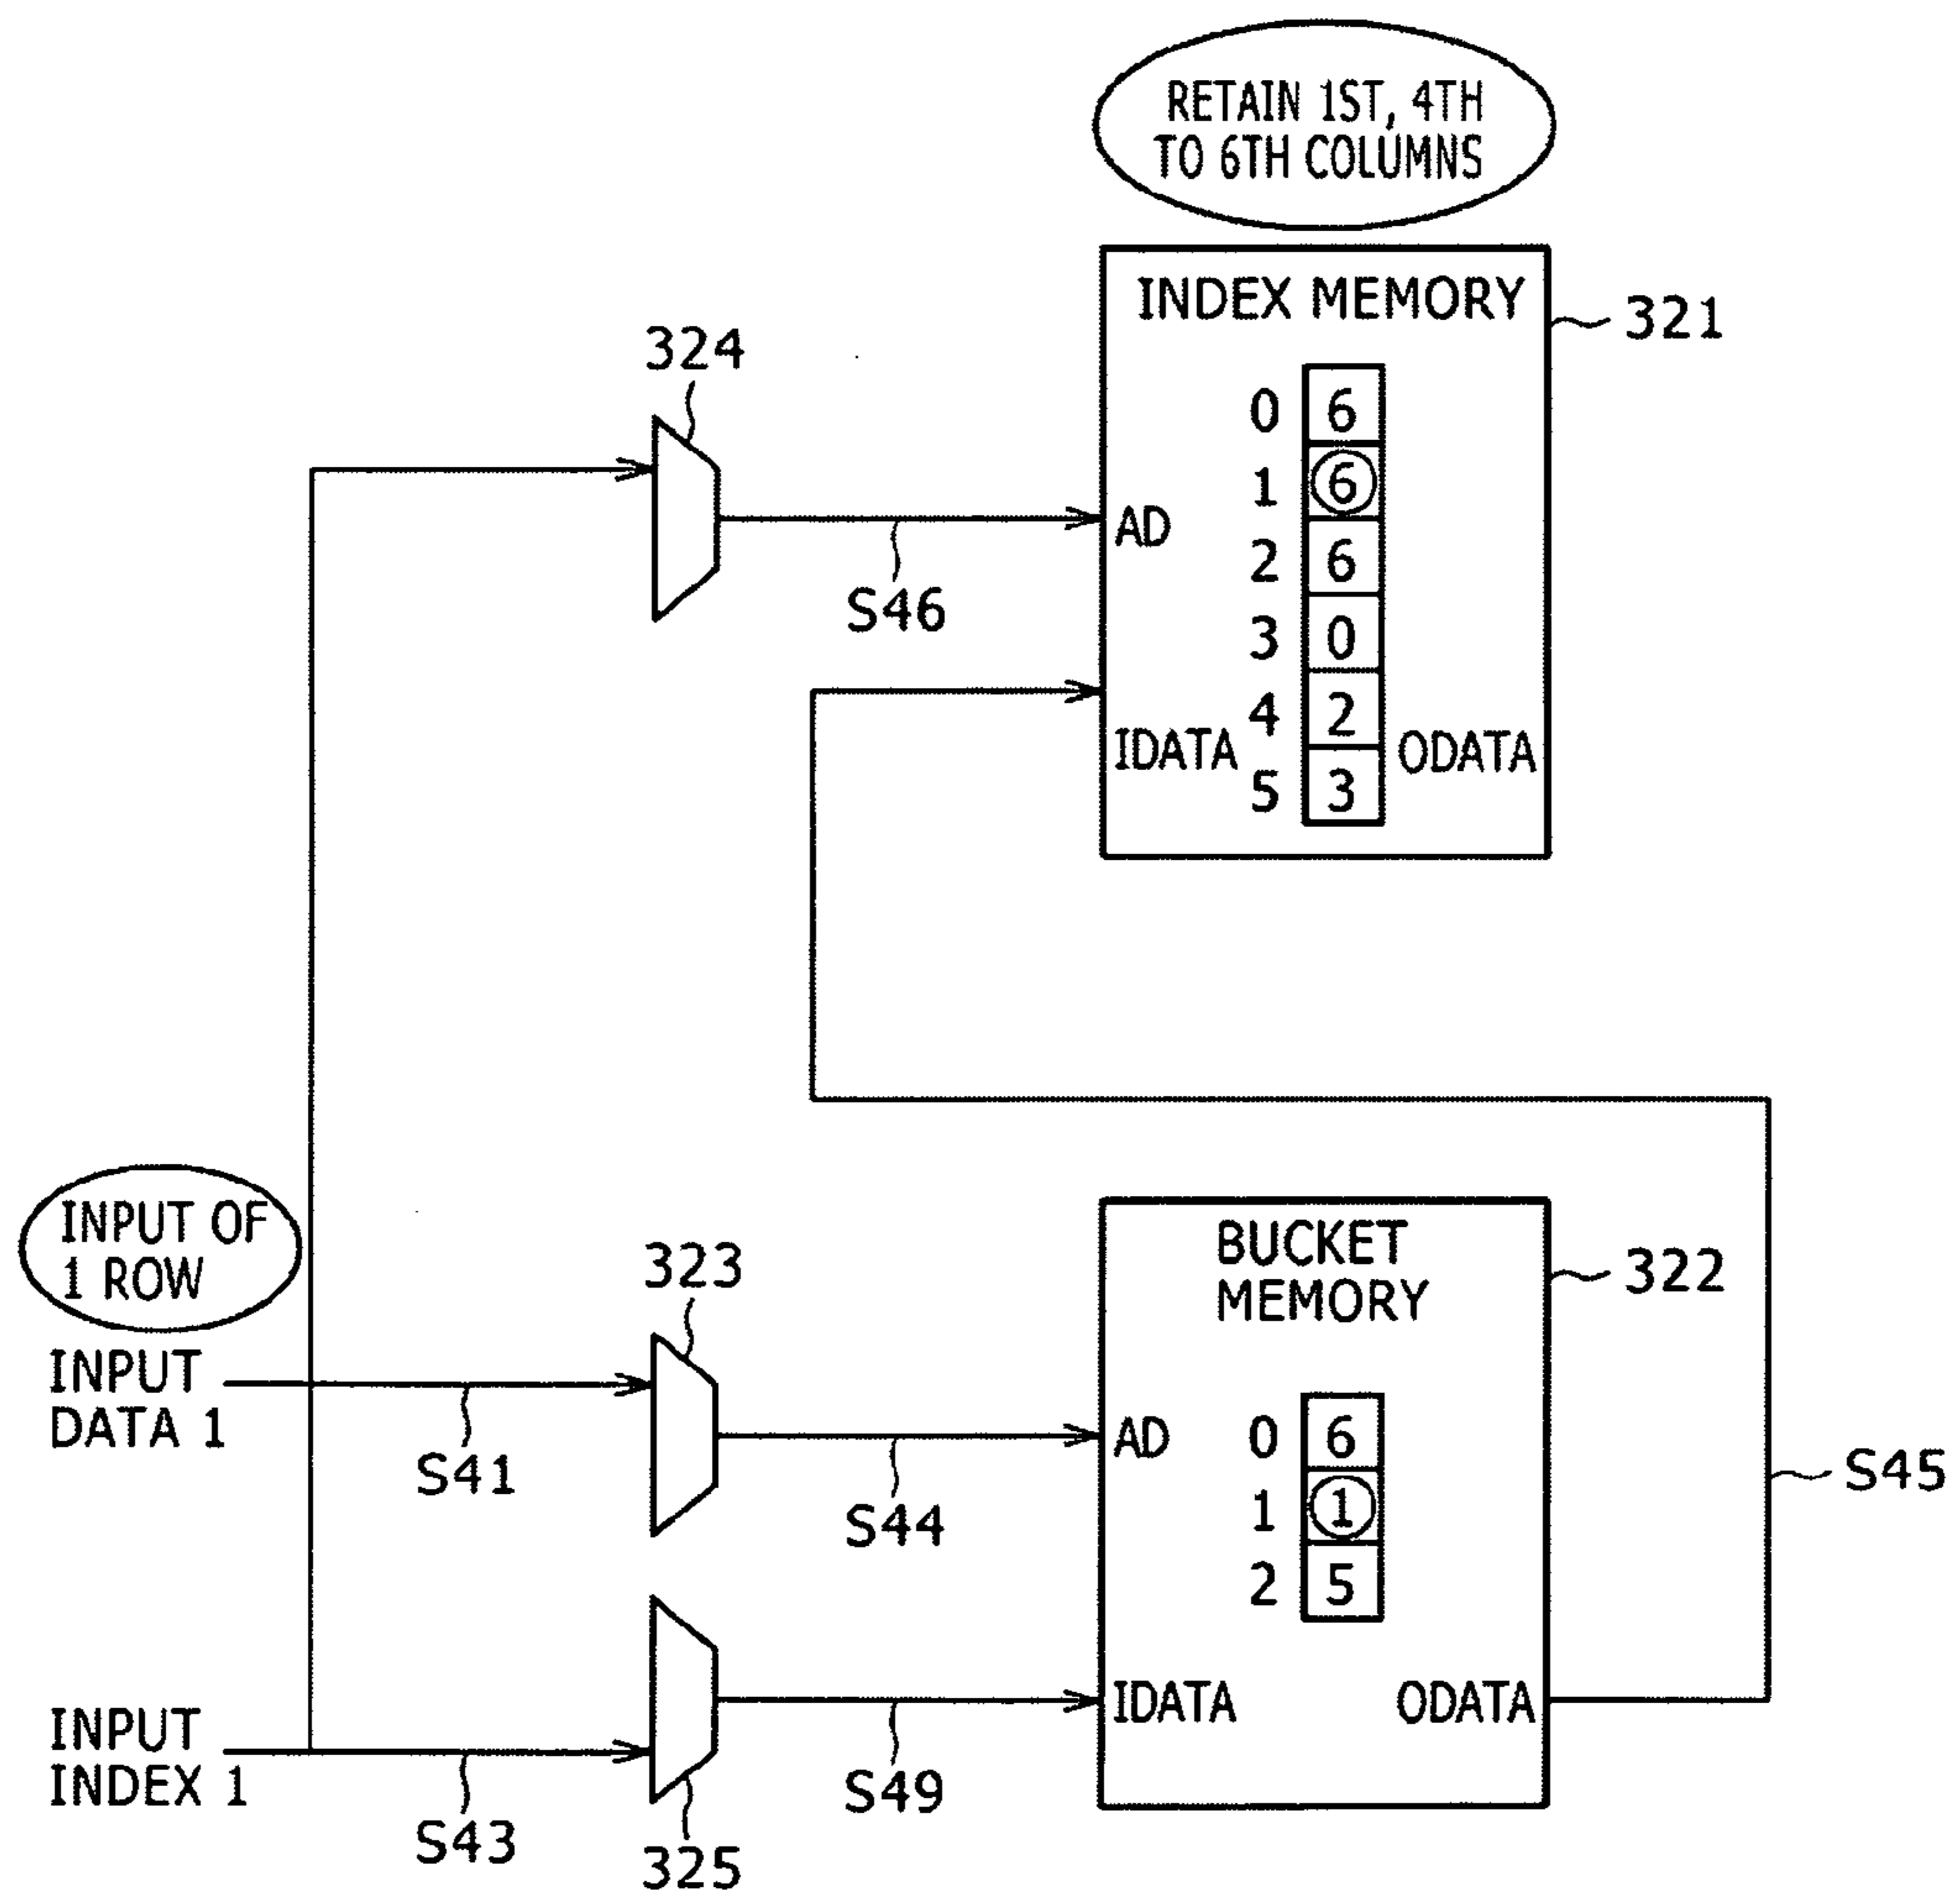 RETAIN 1ST, 4TH
TO 6TH COLUMNS
INDEX MEMORY
321
324
0 6
1 6
AD
2 6
S46
3 0
4 2
IDATA
ODATA
5 3
INPUT OF
1 ROW
323
BUCKET
MEMORY
322
INPUT
DATA 1
S41
AD
0 6
S44
1 1
S45
2 5
INPUT
INDEX 1
S43
325
S49
IDATA
ODATA